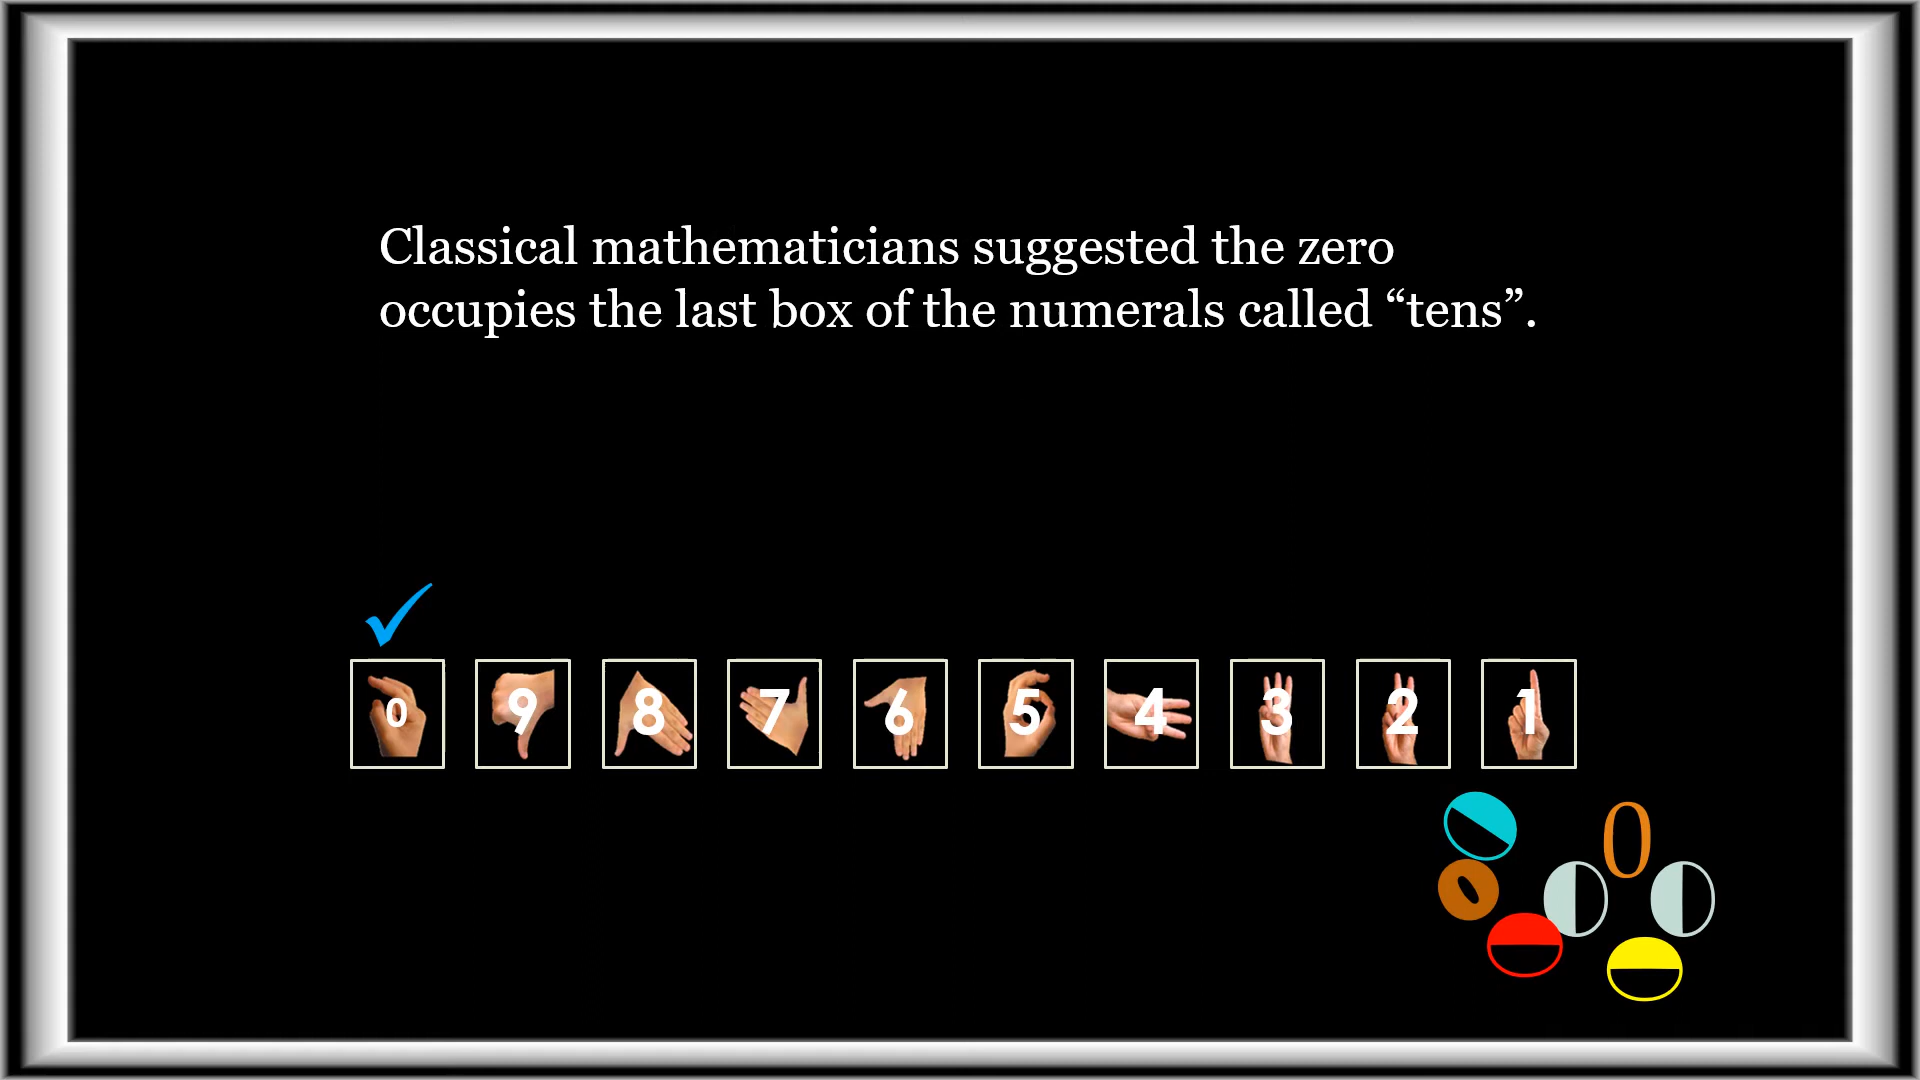 Classical mathematicians suggested the zero
occupies the last box of the numerals called “tens”.
0 9 8 7 6 5 4 3 2 1
0